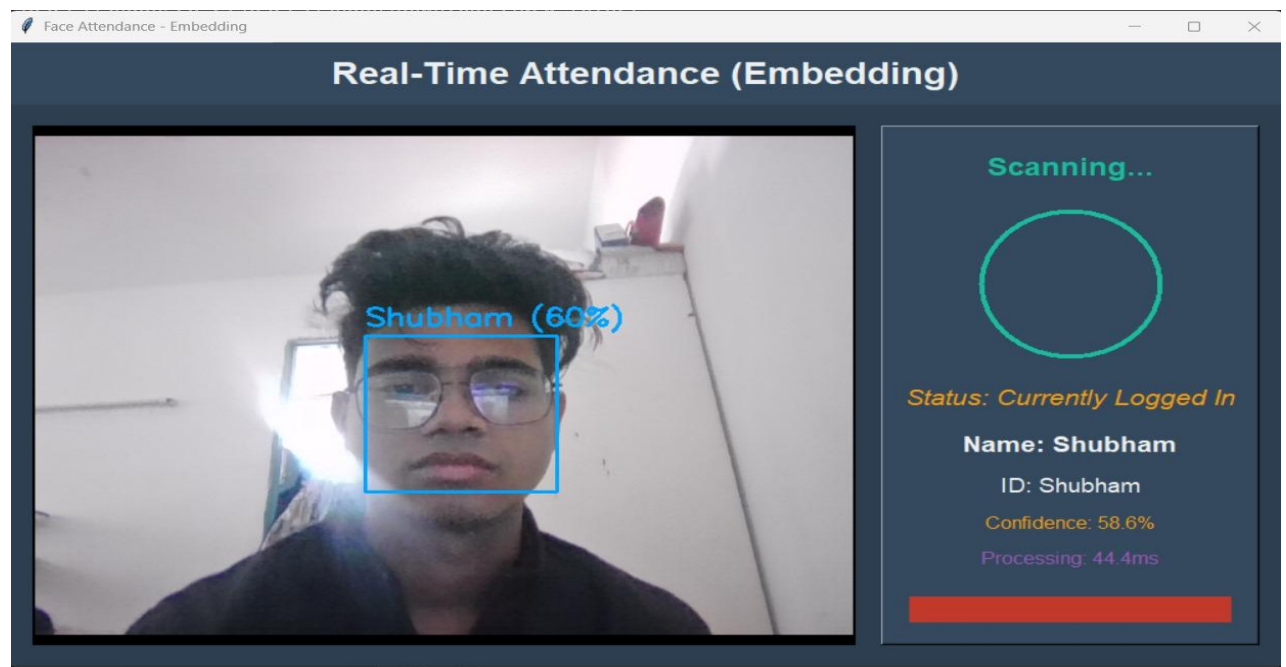 Face Attendance - Embedding
Real-Time Attendance (Embedding)
Shubham (60%)
Scanning...
Status: Currently Logged In
Name: Shubham
ID: Shubham
Confidence: 58.6%
Processing: 44.4ms